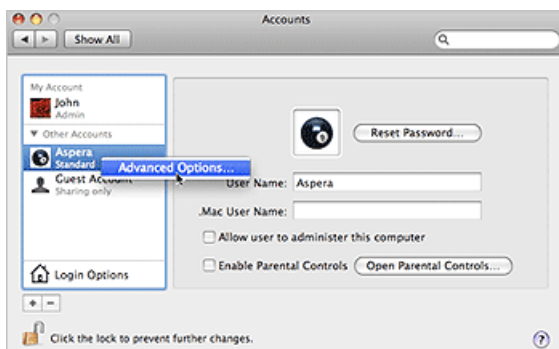 Accounts
Show All
My Account
John
Admin
Other Accounts
Aspera
Standard
Advanced Options...
Guest Account
Sharing only
Login Options
Reset Password...
User Name: Aspera
.Mac User Name:
Allow user to administer this computer
Enable Parental Controls
Open Parental Controls...
+ −
Click the lock to prevent further changes.
?